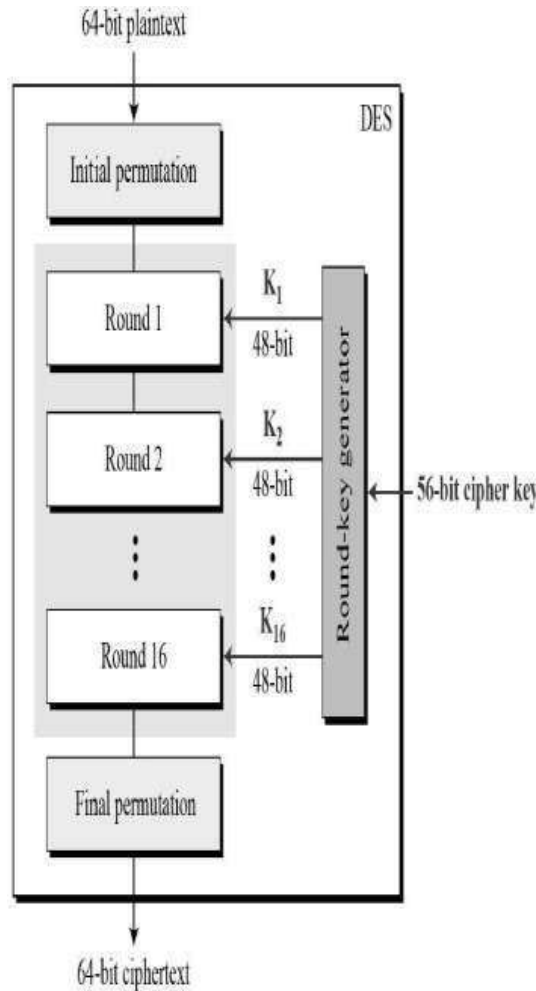 64-bit plaintext
DES
Initial permutation
K1
Round 1
48-bit
K2
Round 2
48-bit
Round-key generator
56-bit cipher key
K16
Round 16
48-bit
Final permutation
64-bit ciphertext